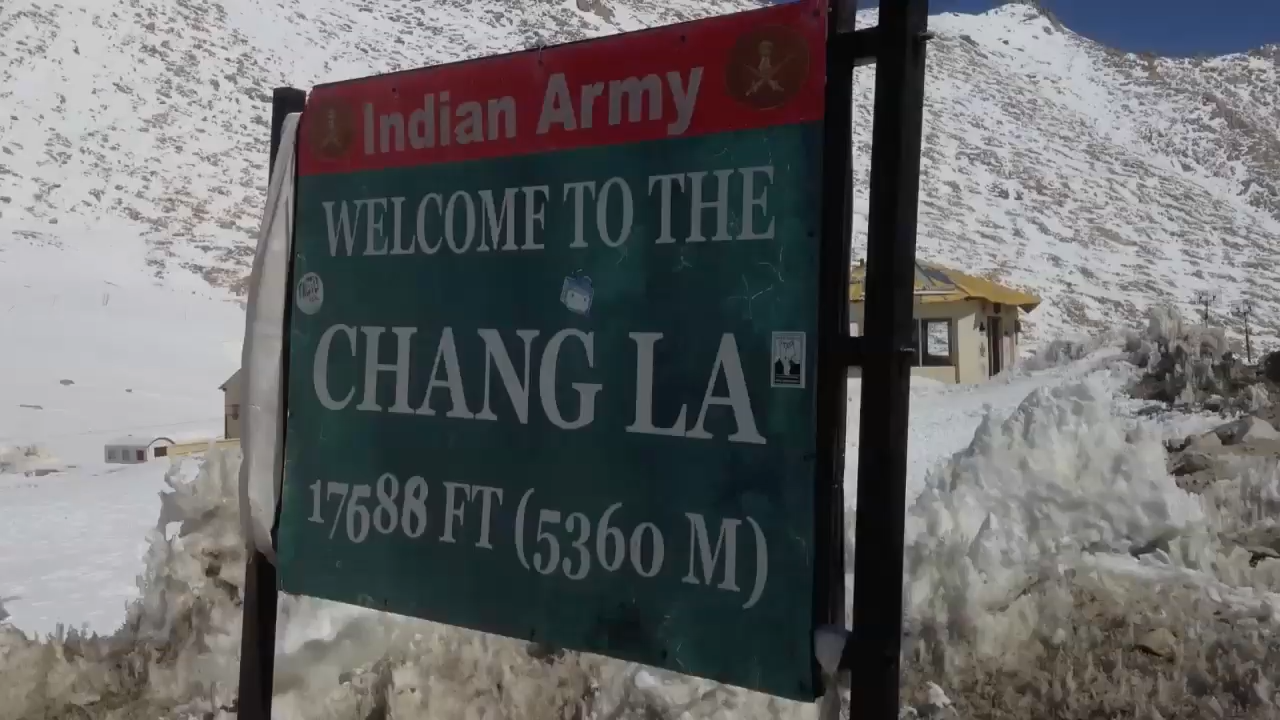 Indian Army
WELCOME TO THE
CHANG LA
17688 FT (5360 M)